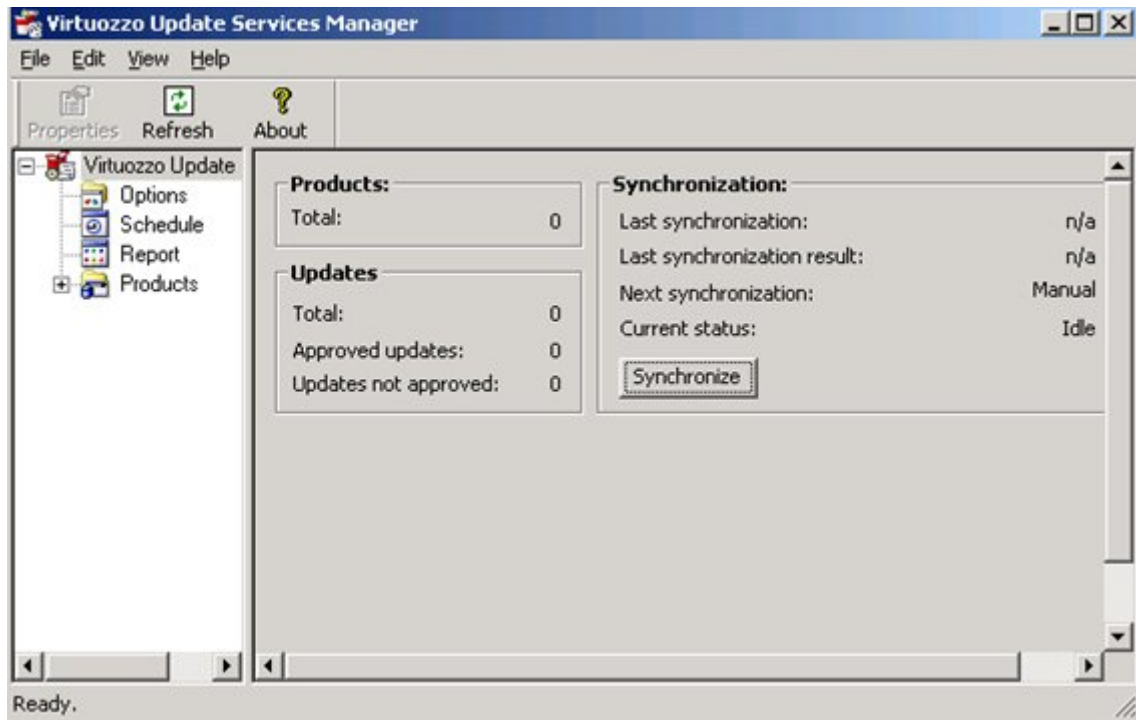 Virtuozzo Update Services Manager
File Edit View Help
Properties Refresh About
Virtuozzo Update
Options
Schedule
Report
Products
Products:
Total: 0
Updates
Total: 0
Approved updates: 0
Updates not approved: 0
Synchronization:
Last synchronization: n/a
Last synchronization result: n/a
Next synchronization: Manual
Current status: Idle
Synchronize
Ready.